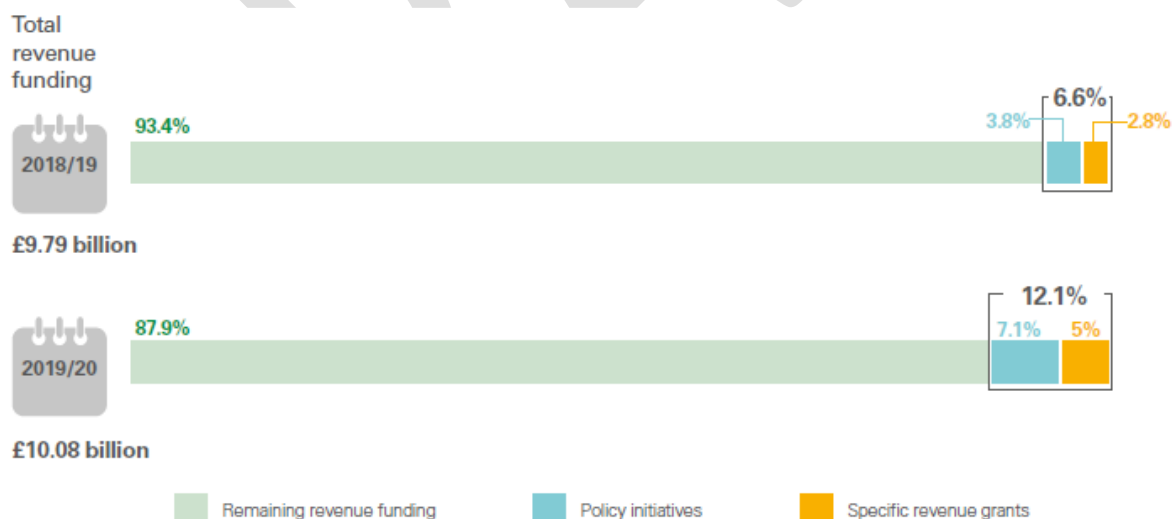 Total
revenue
funding
2018/19
£9.79 billion
93.4%
3.8%
6.6%
2.8%
2019/20
£10.08 billion
87.9%
12.1%
7.1%
5%
Remaining revenue funding
Policy initiatives
Specific revenue grants